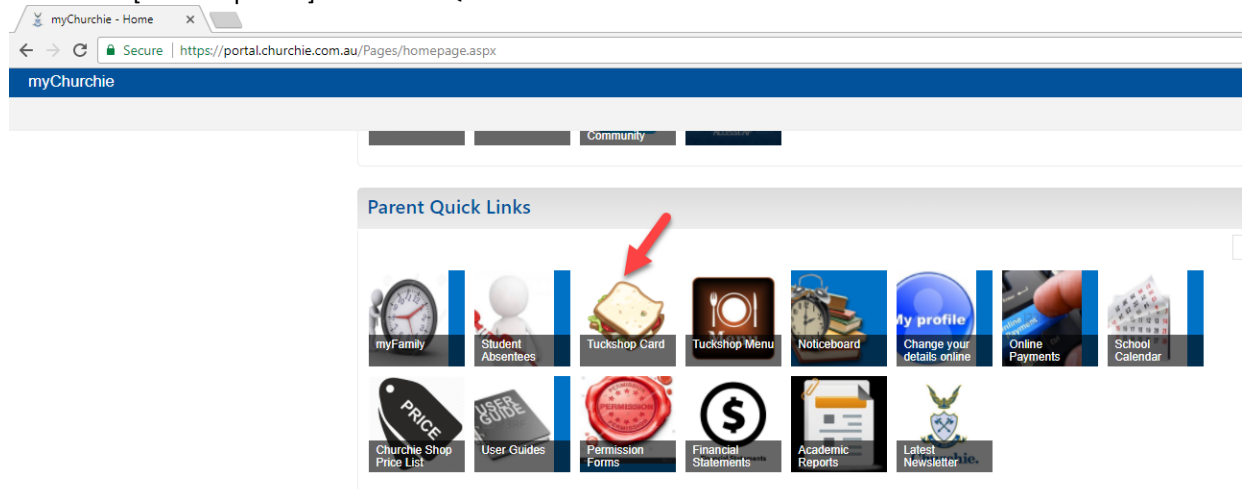 myChurchie - Home
Secure | https://portal.churchie.com.au/Pages/homepage.aspx
myChurchie
Community
Parent Quick Links
My profile
myFamily
Student
Absentees
Tuckshop Card
Tuckshop Menu
Noticeboard
Change your
details online
Online
Payments
School
Calendar
PRICE
USER
GUIDE
PERMISSION
Churchie Shop
Price List
User Guides
Permission
Forms
Financial
Statements
Academic
Reports
Latest
Newsletter